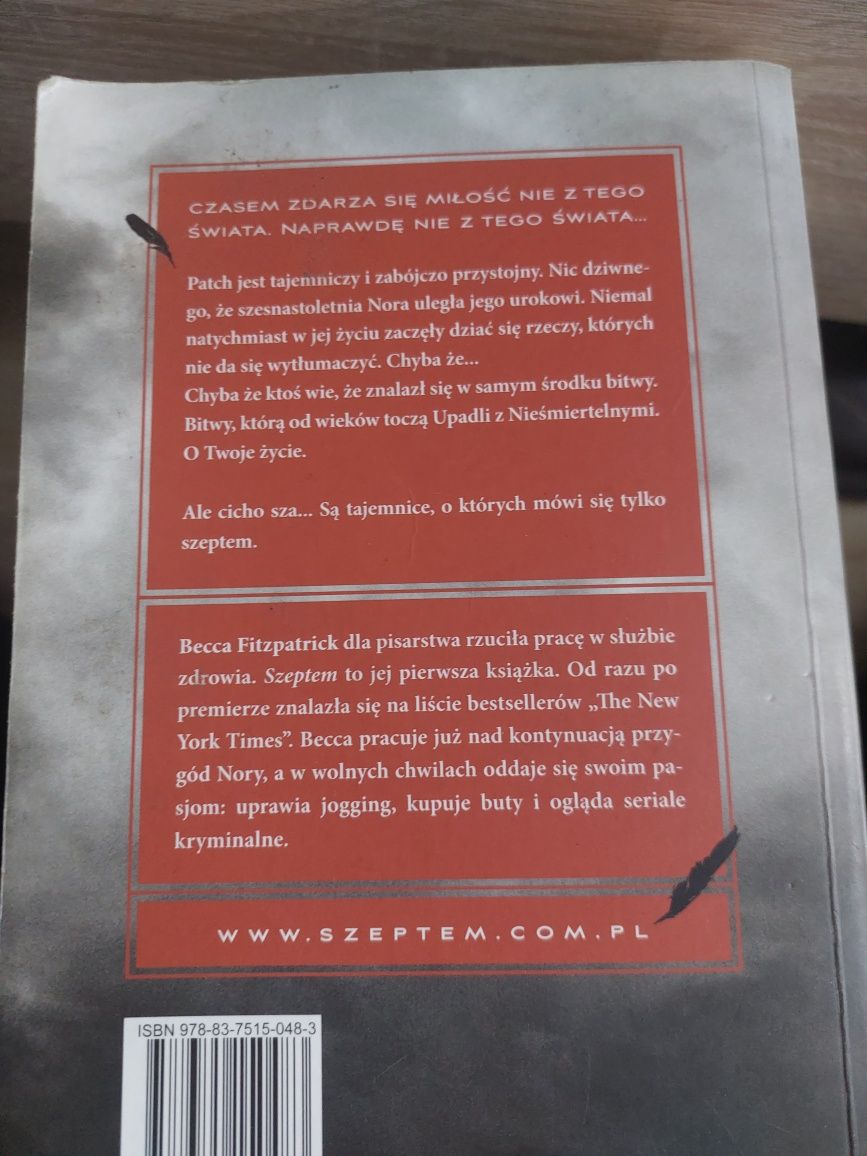 CZASEM ZDARZA SIĘ MIŁOŚĆ NIE Z TEGO
ŚWIATA. NAPRAWDĘ NIE Z TEGO ŚWIATA...
Patch jest tajemniczy i zabójczo przystojny. Nic dziwne-
go, że szesnastoletnia Nora uległa jego urokowi. Niemal
natychmiast w jej życiu zaczęły dziać się rzeczy, których
nie da się wytłumaczyć. Chyba że...
Chyba że ktoś wie, że znalazł się w samym środku bitwy.
Bitwy, którą od wieków toczą Upadli z Nieśmiertelnymi.
O Twoje życie.
Ale cicho sza... Są tajemnice, o których mówi się tylko
szeptem.
Becca Fitzpatrick dla pisarstwa rzuciła pracę w służbie
zdrowia. Szeptem to jej pierwsza książka. Od razu po
premierze znalazła się na liście bestsellerów „The New
York Times”. Becca pracuje już nad kontynuacją przy-
gód Nory, a w wolnych chwilach oddaje się swoim pa-
sjom: uprawia jogging, kupuje buty i ogląda seriale
kryminalne.
WWW.SZEPTEM.COM.PL
ISBN 978-83-7515-048-3